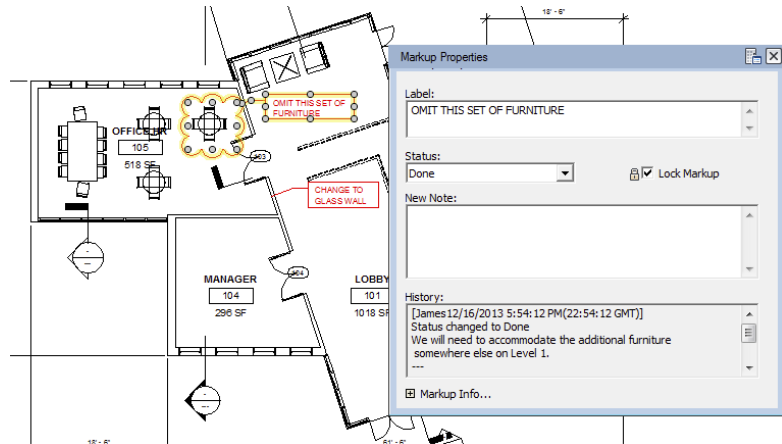 18' - 6"
Markup Properties
Label:
OMIT THIS SET OF FURNITURE
Status:
Done
Lock Markup
New Note:
History:
[James12/16/2013 5:54:12 PM(22:54:12 GMT)]
Status changed to Done
We will need to accommodate the additional furniture
somewhere else on Level 1.
---
Markup Info...
OMIT THIS SET OF
FURNITURE
105
518 SF
103
CHANGE TO
GLASS WALL
MANAGER
104
296 SF
104
LOBBY
101
1018 SF
18' - 6"
61' - 6"